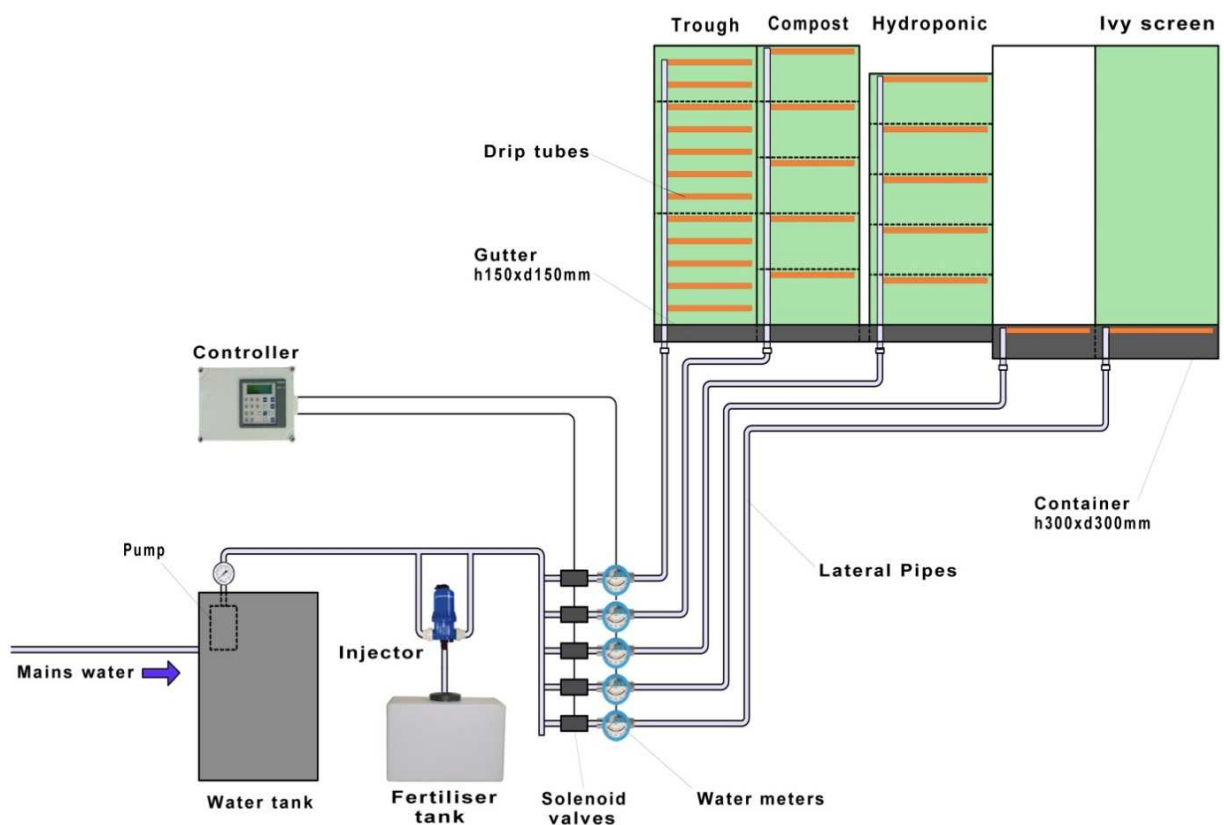 Trough
Compost
Hydroponic
Ivy screen
Drip tubes
Gutter
h150xd150mm
Controller
Container
h300xd300mm
Pump
Lateral Pipes
Injector
Mains water
Water tank
Fertiliser
tank
Solenoid
valves
Water meters